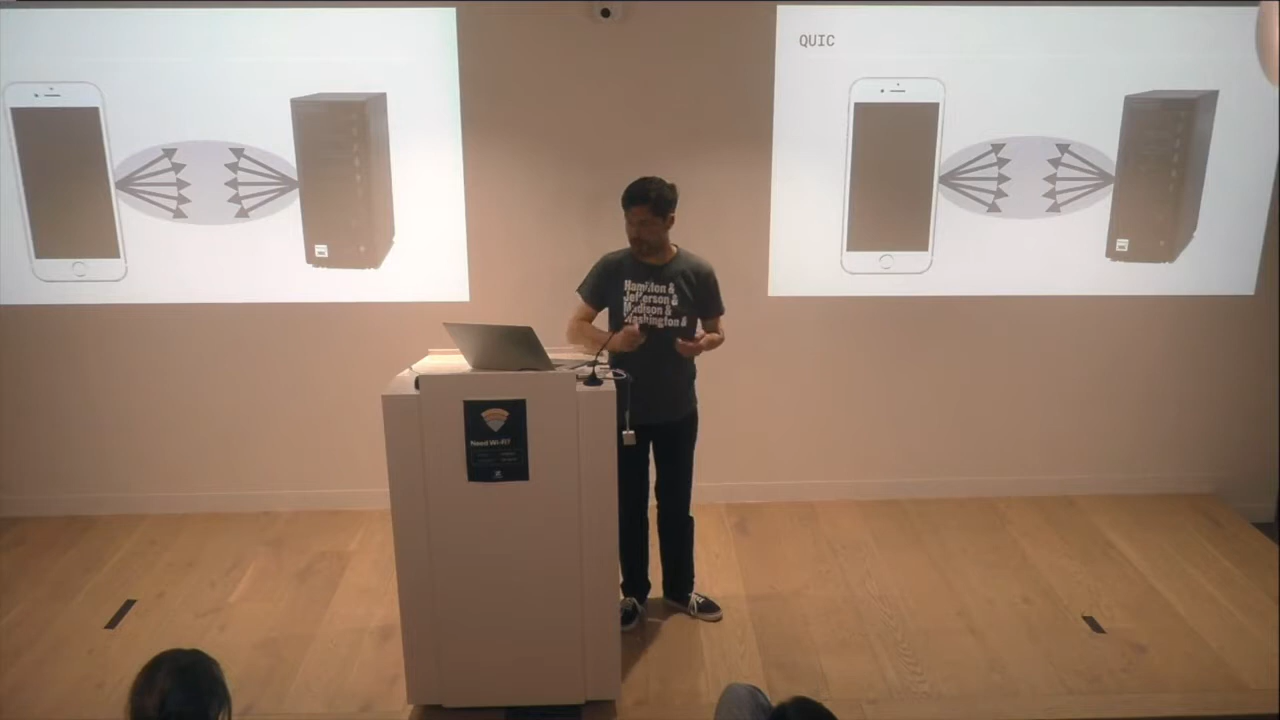 QUIC
Hamilton &
Jefferson &
Madison &
Washington &
Need Wi-Fi?